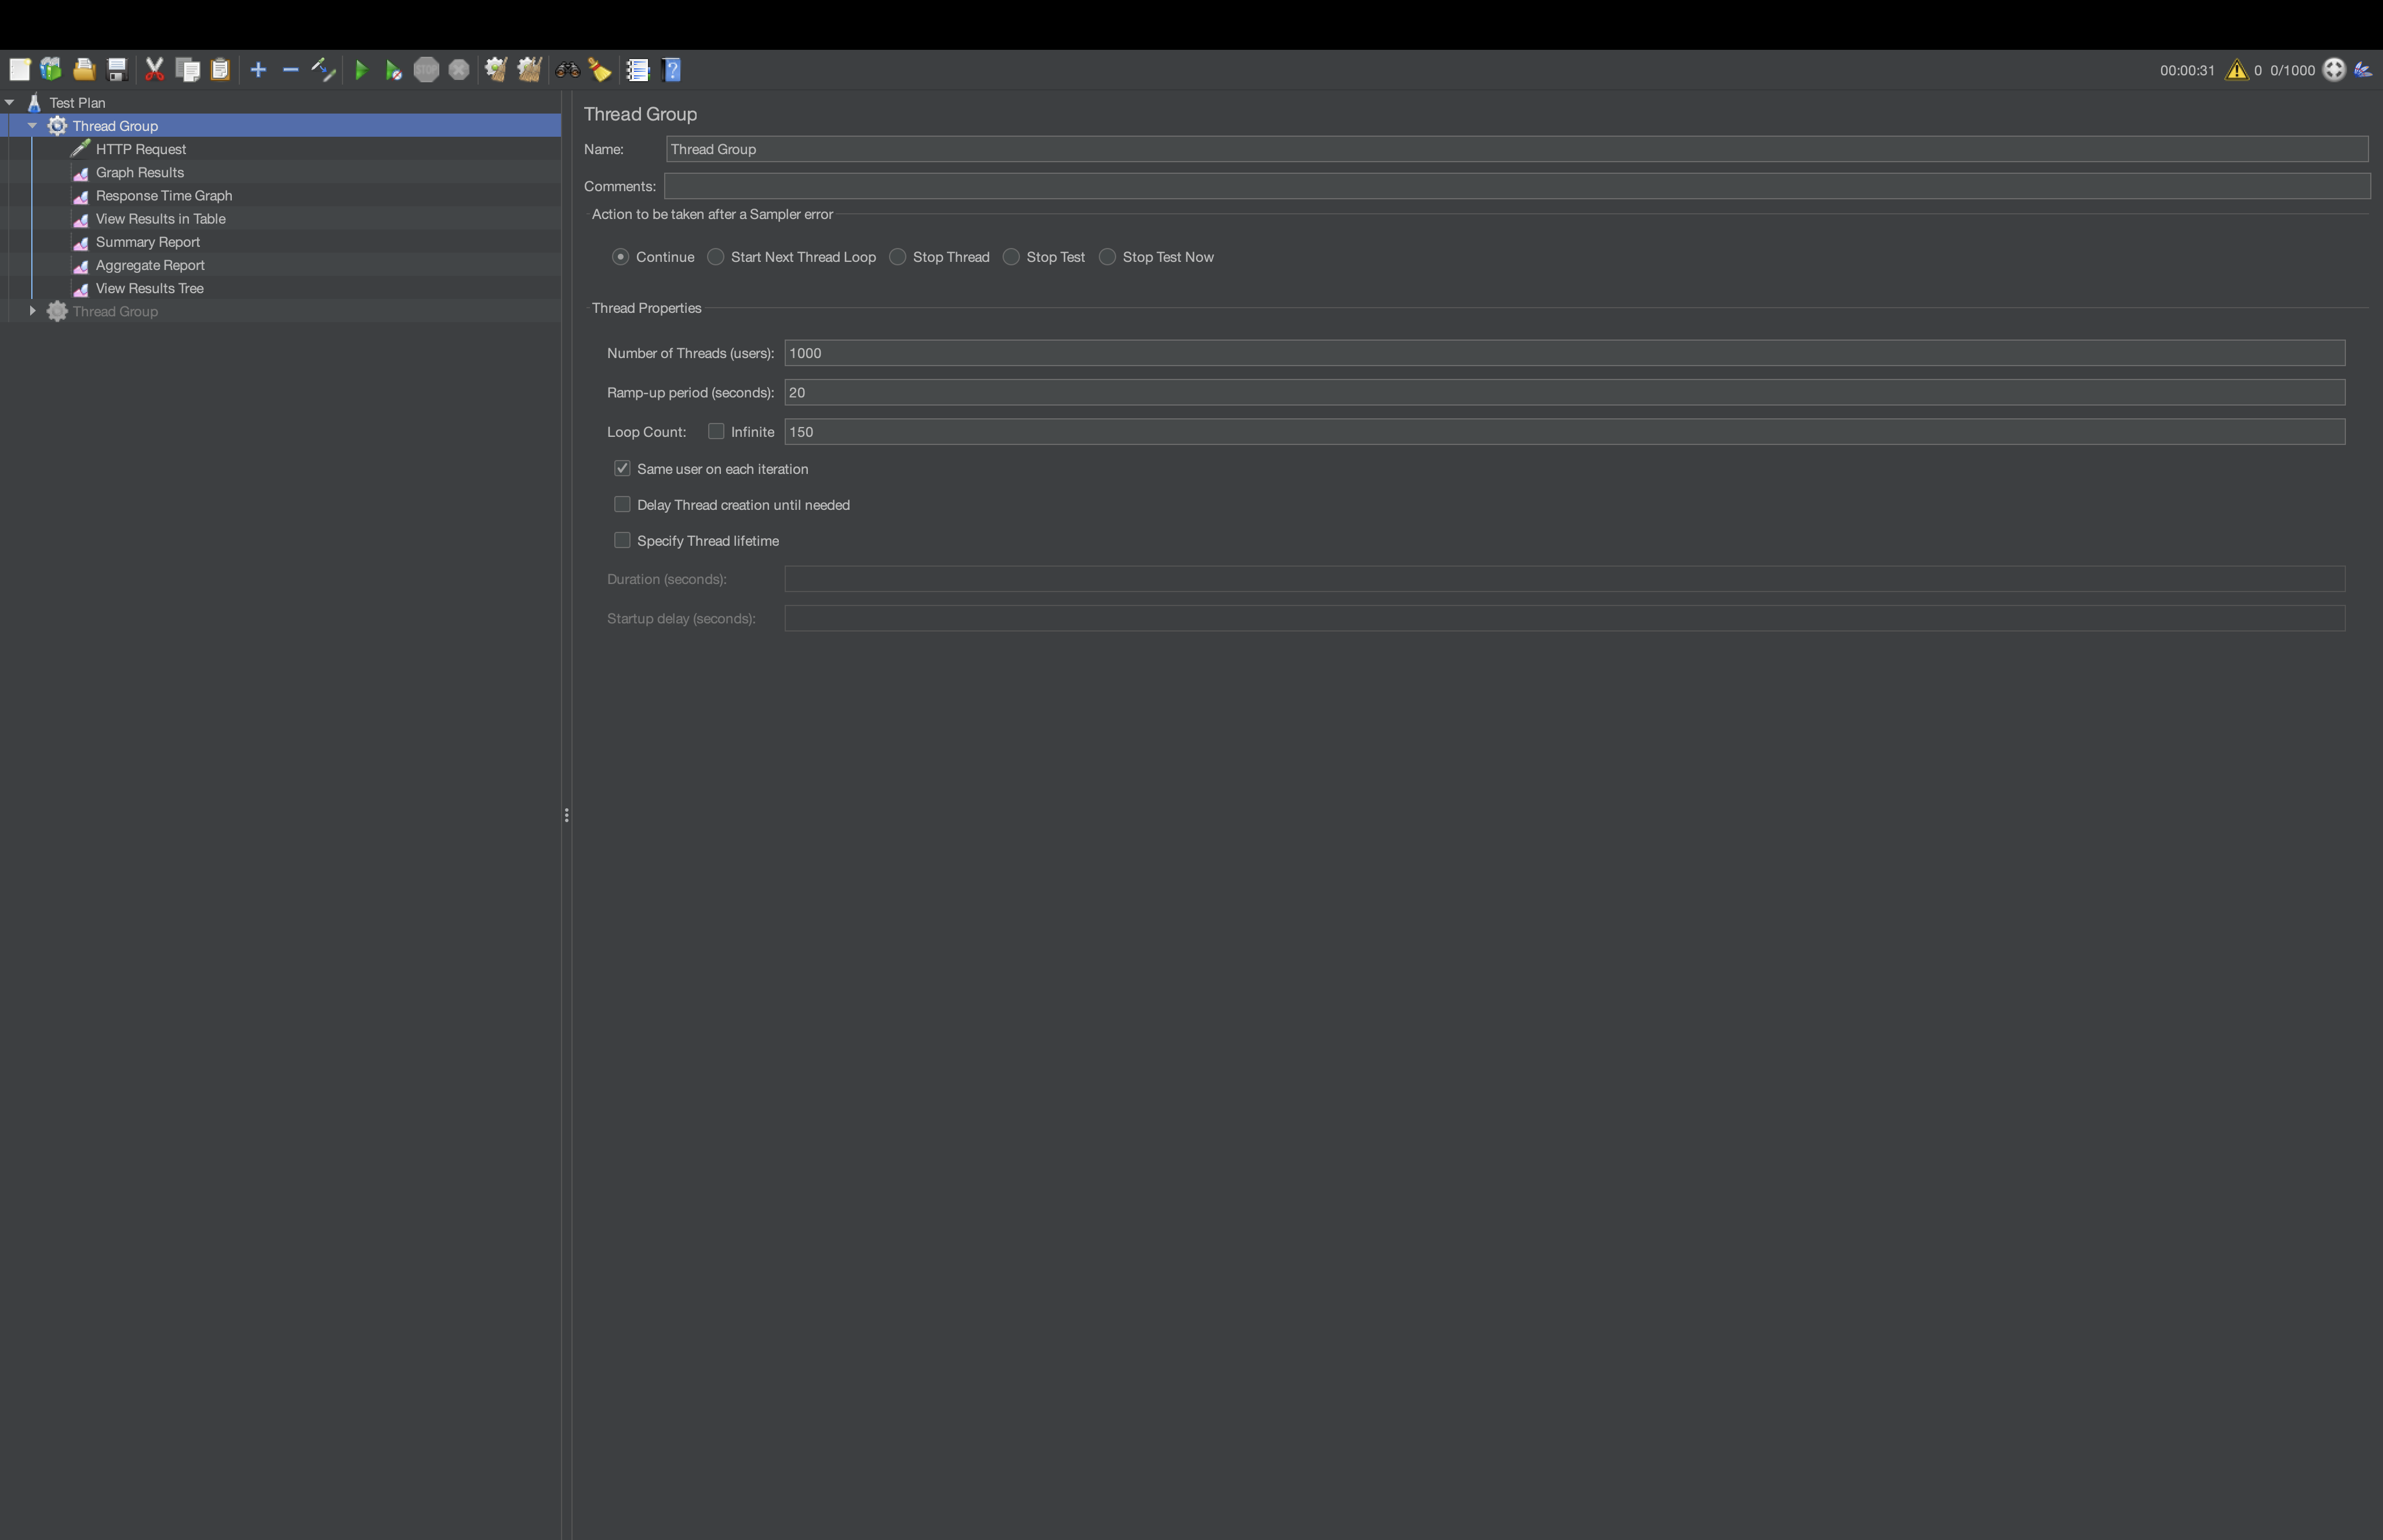 STOP
00:00:31 0 0/1000
Test Plan
Thread Group
HTTP Request
Graph Results
Response Time Graph
View Results in Table
Summary Report
Aggregate Report
View Results Tree
Thread Group
Thread Group
Name: Thread Group
Comments:
Action to be taken after a Sampler error
Continue Start Next Thread Loop Stop Thread Stop Test Stop Test Now
Thread Properties
Number of Threads (users): 1000
Ramp-up period (seconds): 20
Loop Count: Infinite 150
Same user on each iteration
Delay Thread creation until needed
Specify Thread lifetime
Duration (seconds):
Startup delay (seconds):